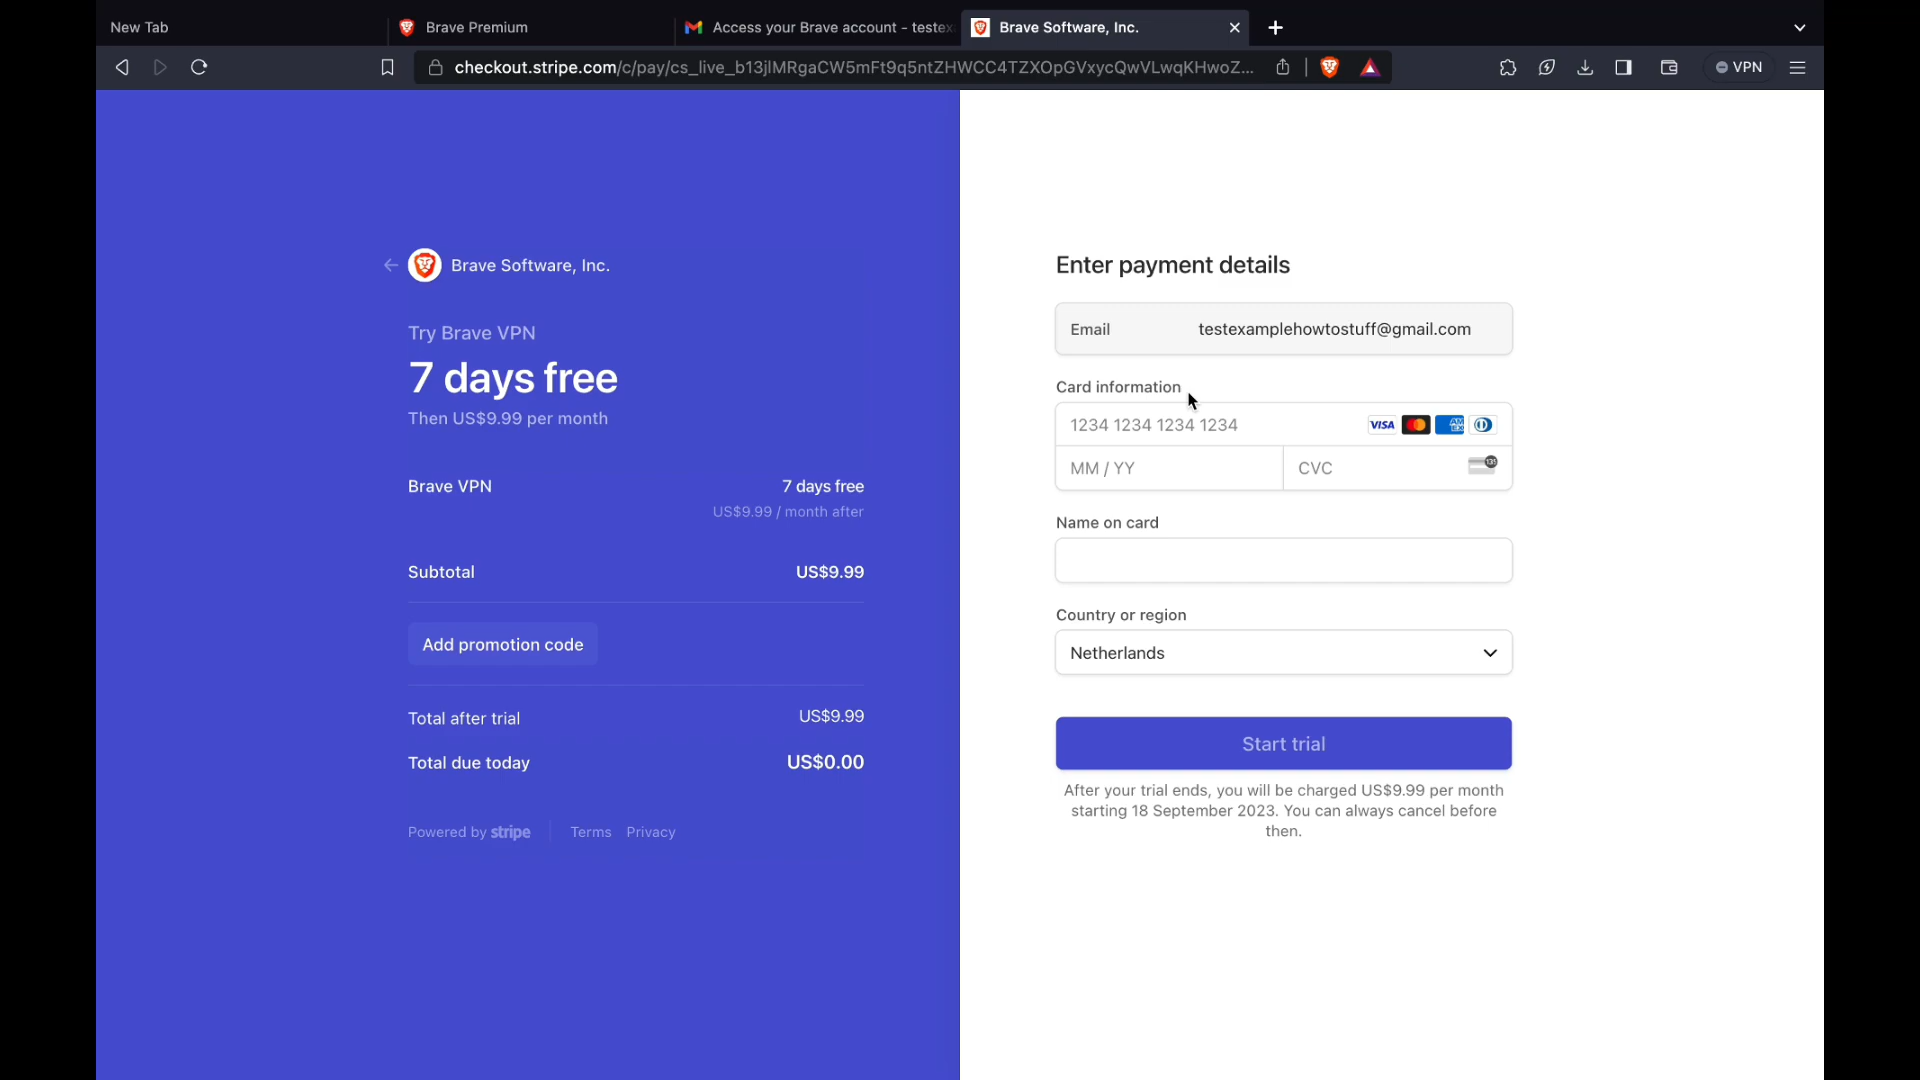 New Tab
Brave Premium
Access your Brave account - testex
Brave Software, Inc.
checkout.stripe.com/c/pay/cs_live_b13jlMRgaCW5mFt9q5ntZHWCC4TZXOpGVxycQwVLwqKHwoZ...
VPN
Brave Software, Inc.
Try Brave VPN
7 days free
Then US$9.99 per month
Brave VPN 7 days free
US$9.99 / month after
Subtotal US$9.99
Add promotion code
Total after trial US$9.99
Total due today US$0.00
Powered by stripe
Terms Privacy
Enter payment details
Email testexamplehowtostuff@gmail.com
Card information
1234 1234 1234 1234 VISA
MM / YY CVC 135
Name on card
Country or region
Netherlands
Start trial
After your trial ends, you will be charged US$9.99 per month
starting 18 September 2023. You can always cancel before
then.